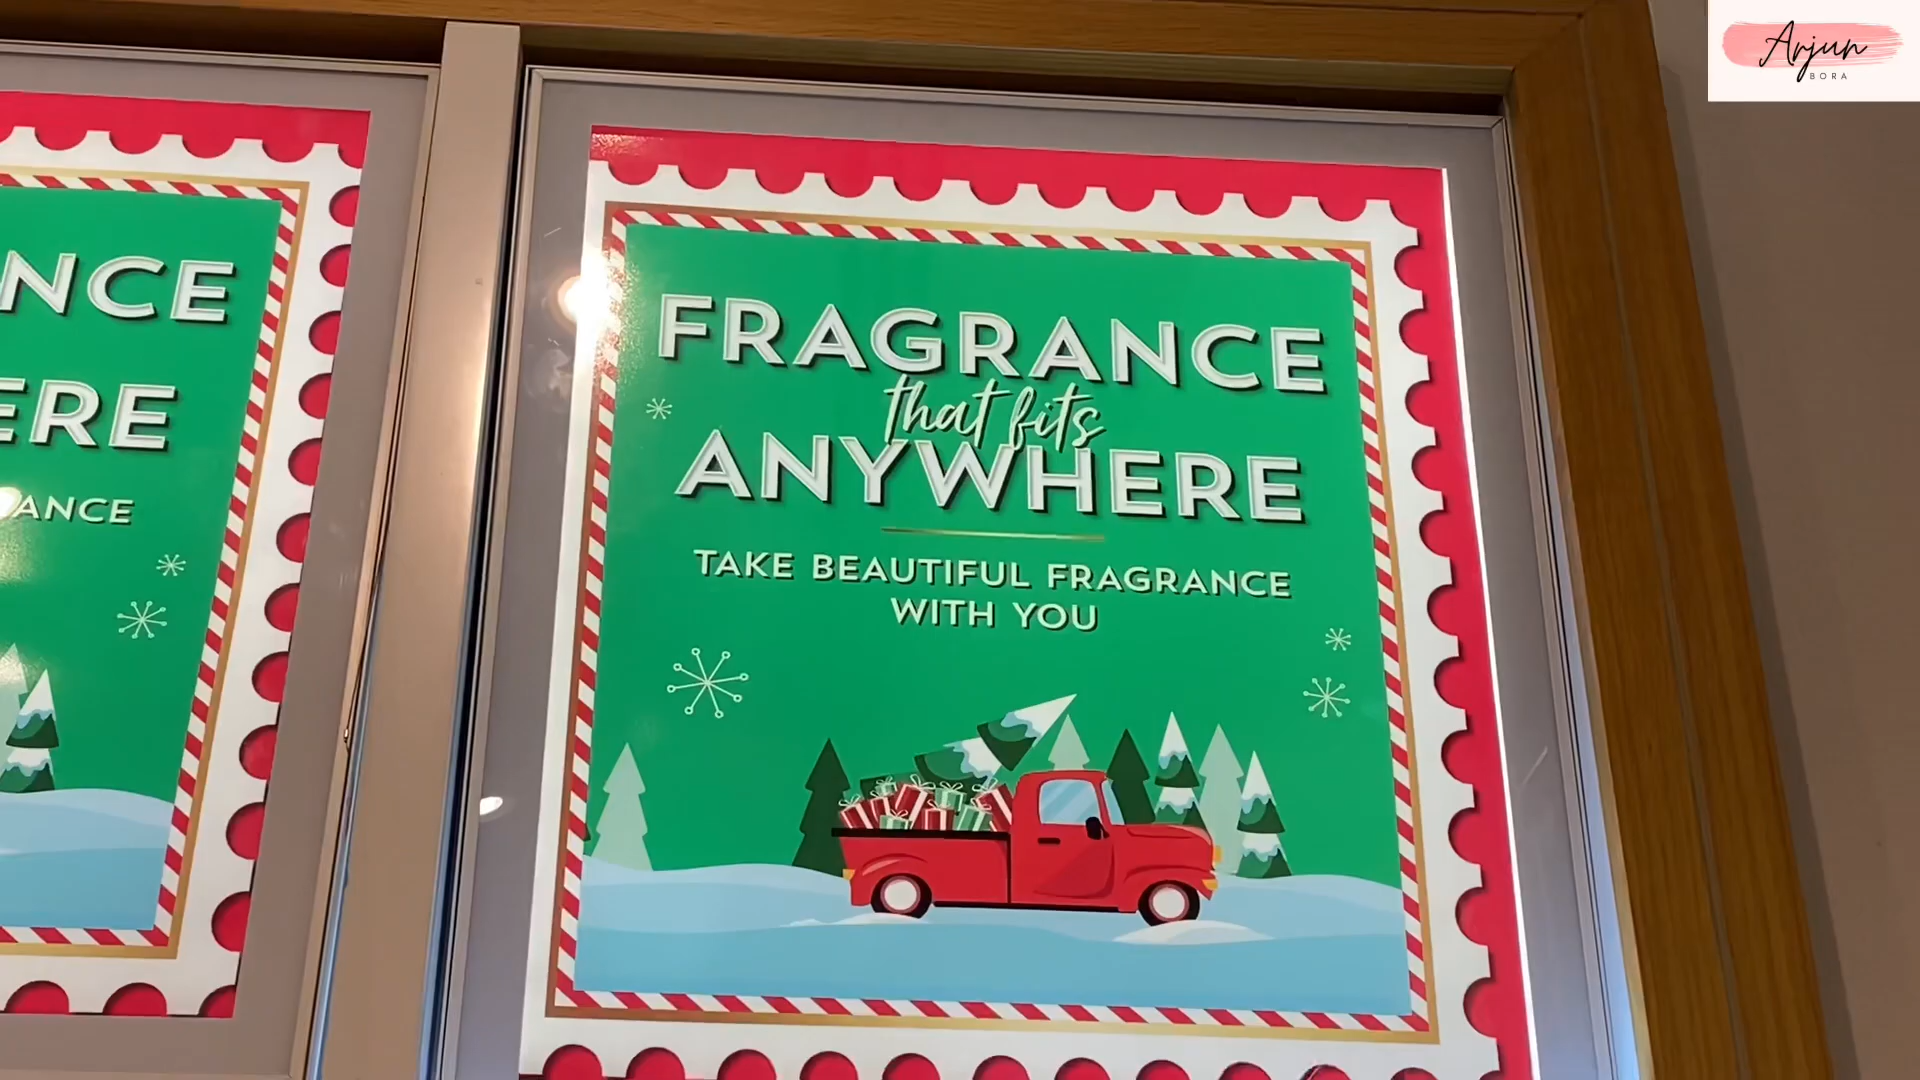 NCE
ERE
ANCE
FRAGRANCE
that fits
ANYWHERE
TAKE BEAUTIFUL FRAGRANCE
WITH YOU
Arjun
BORA